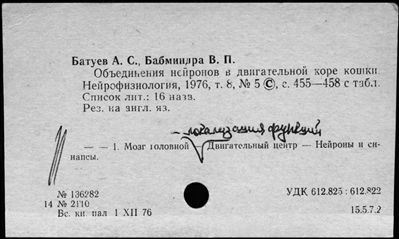 Батуев А. С., Бабминдра В. П.
Объединения нейронов в двигательной коре кошки.
Нейрофизиология, 1976, т. 8, № 5 ©, с. 455—458 с табл.
Список лит.: 16 назв.
Рез. на англ. яз.
— локализация функций
— — 1. Мозг головной — Двигательный центр — Нейроны и си-
напсы.
№ 136282 УДК 612.825 : 612.822
14 № 2110
Вс. кн. пал 1 XII 76 15.5.7.2